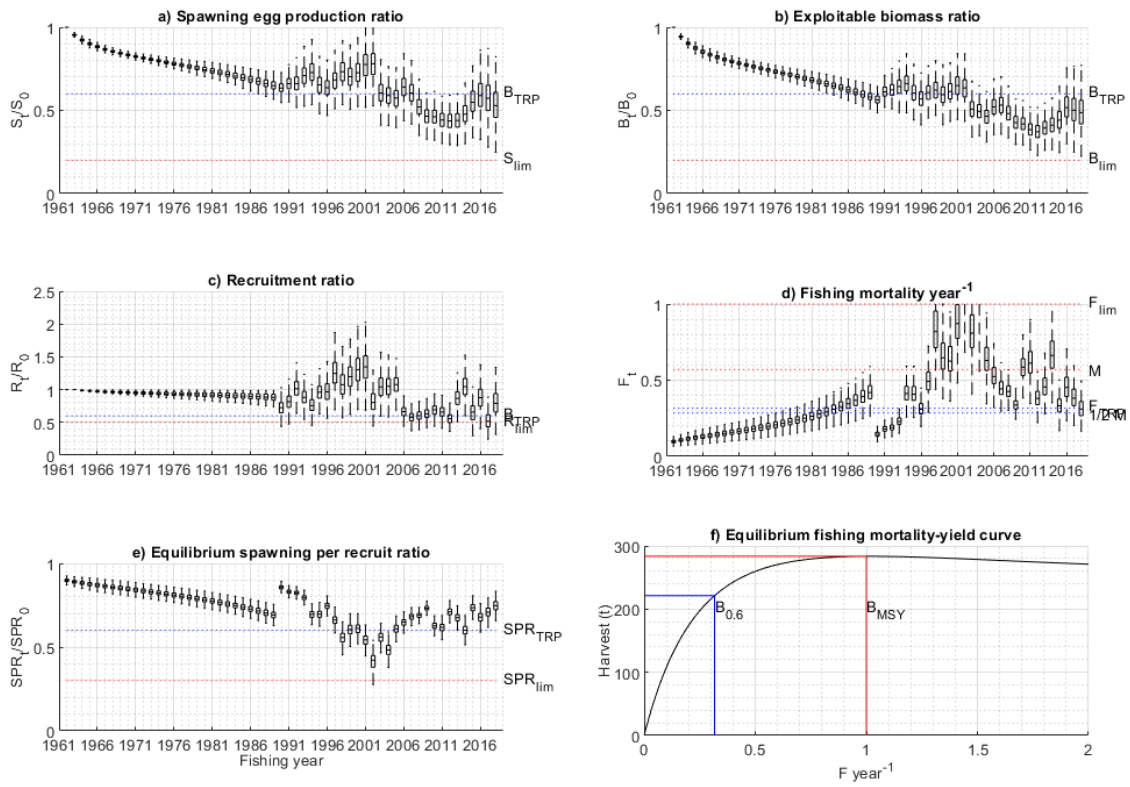 a) Spawning egg production ratio
1
0.5
0
S_t/S_0
B_TRP
S_lim
1961 1966 1971 1976 1981 1986 1991 1996 2001 2006 2011 2016
b) Exploitable biomass ratio
1
0.5
0
B_t/B_0
B_TRP
B_lim
1961 1966 1971 1976 1981 1986 1991 1996 2001 2006 2011 2016
c) Recruitment ratio
2.5
2
1.5
1
0.5
0
R_t/R_0
R_TRP
R_lim
1961 1966 1971 1976 1981 1986 1991 1996 2001 2006 2011 2016
d) Fishing mortality year^-1
1
0.5
0
F_t
F_lim
M
1/2 M
1961 1966 1971 1976 1981 1986 1991 1996 2001 2006 2011 2016
e) Equilibrium spawning per recruit ratio
1
0.5
0
SPR_t/SPR_0
SPR_TRP
SPR_lim
1961 1966 1971 1976 1981 1986 1991 1996 2001 2006 2011 2016
Fishing year
f) Equilibrium fishing mortality-yield curve
300
200
100
0
Harvest (t)
B_0.6
B_MSY
0 0.5 1 1.5 2
F year^-1